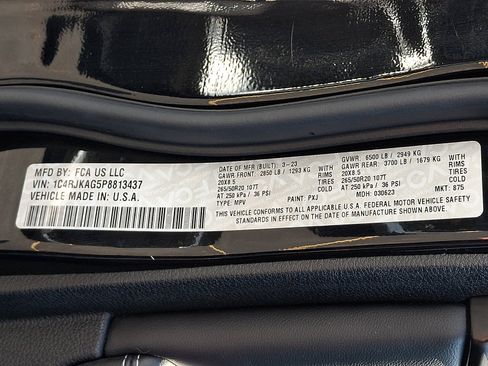 MFD BY: FCA US LLC
VIN: 1C4RJKAG5P8813437
VEHICLE MADE IN: U.S.A.
DATE OF MFR (BUILT): 3-23
GVWR: 6500 LB / 2949 KG
GAWR FRONT: 2850 LB / 1293 KG WITH
GAWR REAR: 3700 LB / 1679 KG WITH
20X8.5 RIMS
20X8.5 RIMS
265/50R20 107T TIRES
265/50R20 107T TIRES
AT 250 kPa / 36 PSI COLD
AT 250 kPa / 36 PSI COLD
THIS VEHICLE CONFORMS TO ALL APPLICABLE U.S.A. FEDERAL MOTOR VEHICLE SAFETY
STANDARDS IN EFFECT ON THE DATE OF MANUFACTURE SHOWN ABOVE.
TYPE: MPV PAINT: PXJ MDH: 030623 MKT: 875